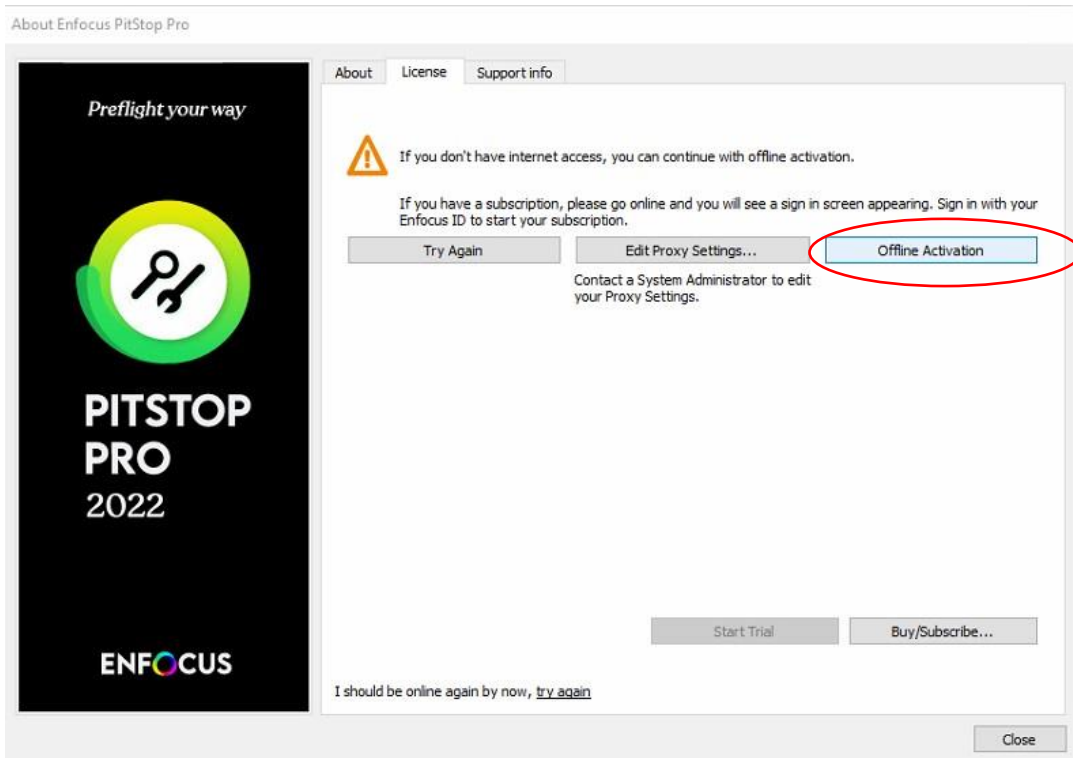 About Enfocus PitStop Pro
Preflight your way
PITSTOP
PRO
2022
ENFOCUS
About
License
Support info
If you don't have internet access, you can continue with offline activation.
If you have a subscription, please go online and you will see a sign in screen appearing. Sign in with your
Enfocus ID to start your subscription.
Try Again
Edit Proxy Settings...
Offline Activation
Contact a System Administrator to edit
your Proxy Settings.
Start Trial
Buy/Subscribe...
I should be online again by now, try again
Close